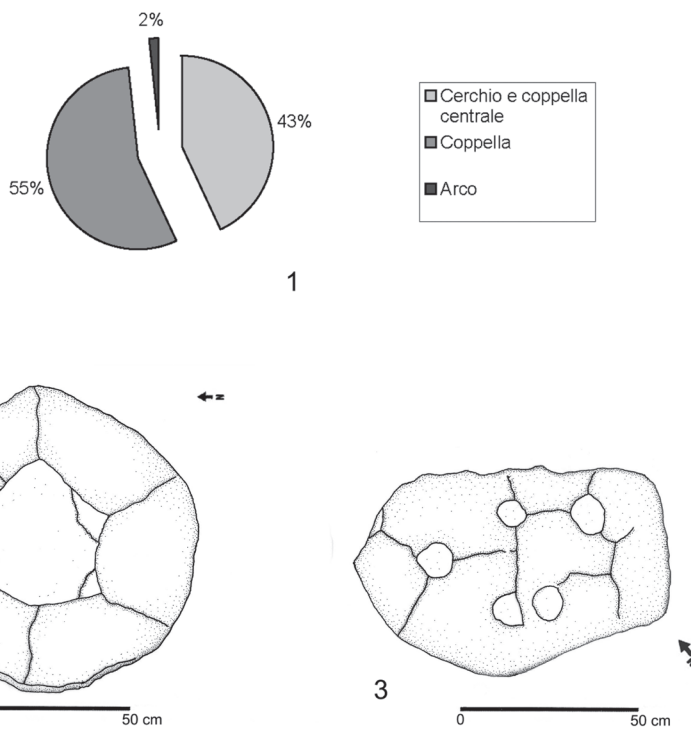 2%
43%
55%
Cerchio e coppella
centrale
Coppella
Arco
1
N
3
50 cm
0
50 cm